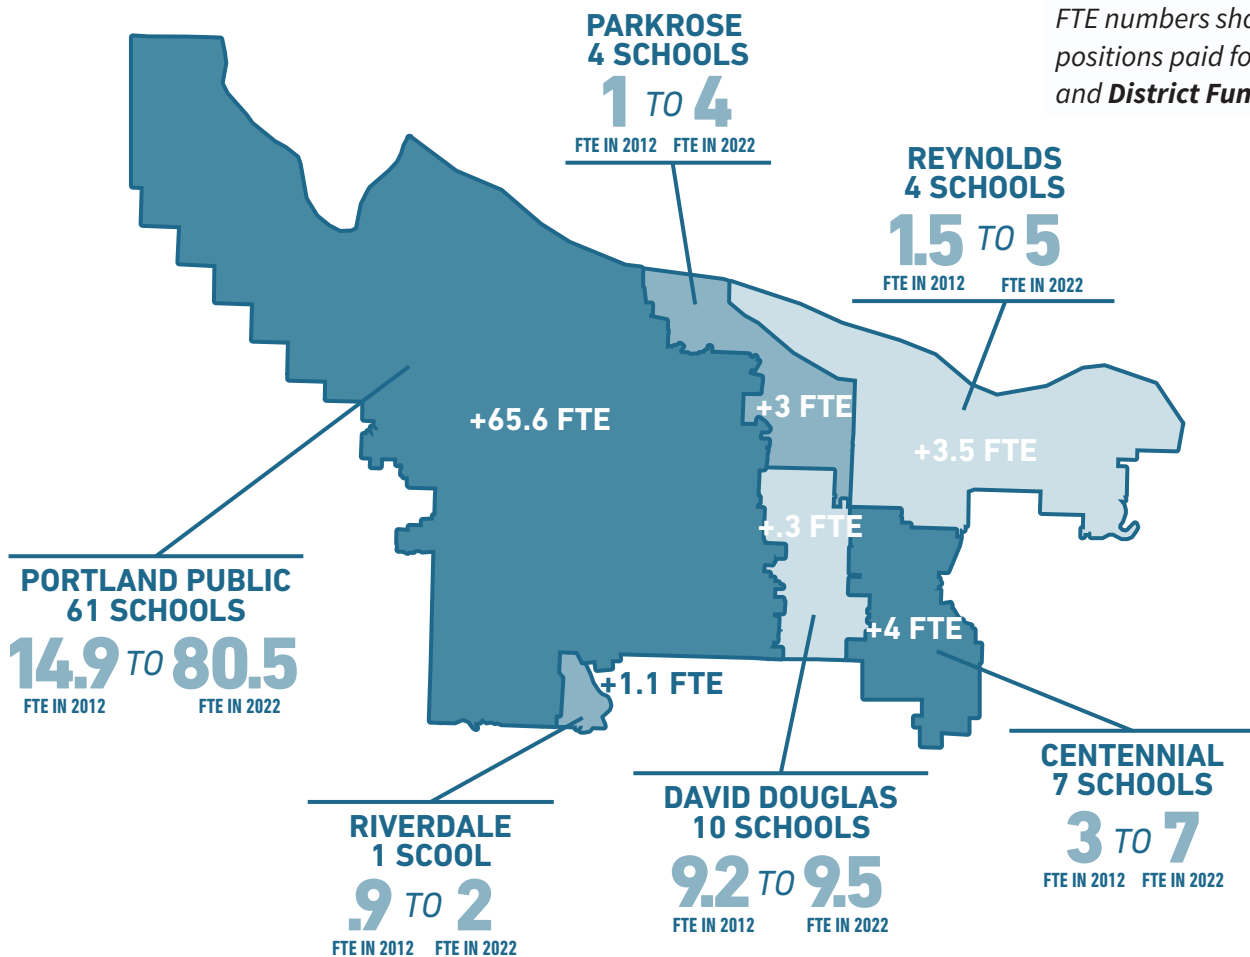 FTE numbers sho
positions paid fo
and District Fun
PARKROSE
4 SCHOOLS
1 TO 4
FTE IN 2012 FTE IN 2022
REYNOLDS
4 SCHOOLS
1.5 TO 5
FTE IN 2012 FTE IN 2022
+65.6 FTE
+3 FTE
+3.5 FTE
+.3 FTE
+4 FTE
+1.1 FTE
PORTLAND PUBLIC
61 SCHOOLS
14.9 TO 80.5
FTE IN 2012 FTE IN 2022
RIVERDALE
1 SCOOL
.9 TO 2
FTE IN 2012 FTE IN 2022
DAVID DOUGLAS
10 SCHOOLS
9.2 TO 9.5
FTE IN 2012 FTE IN 2022
CENTENNIAL
7 SCHOOLS
3 TO 7
FTE IN 2012 FTE IN 2022